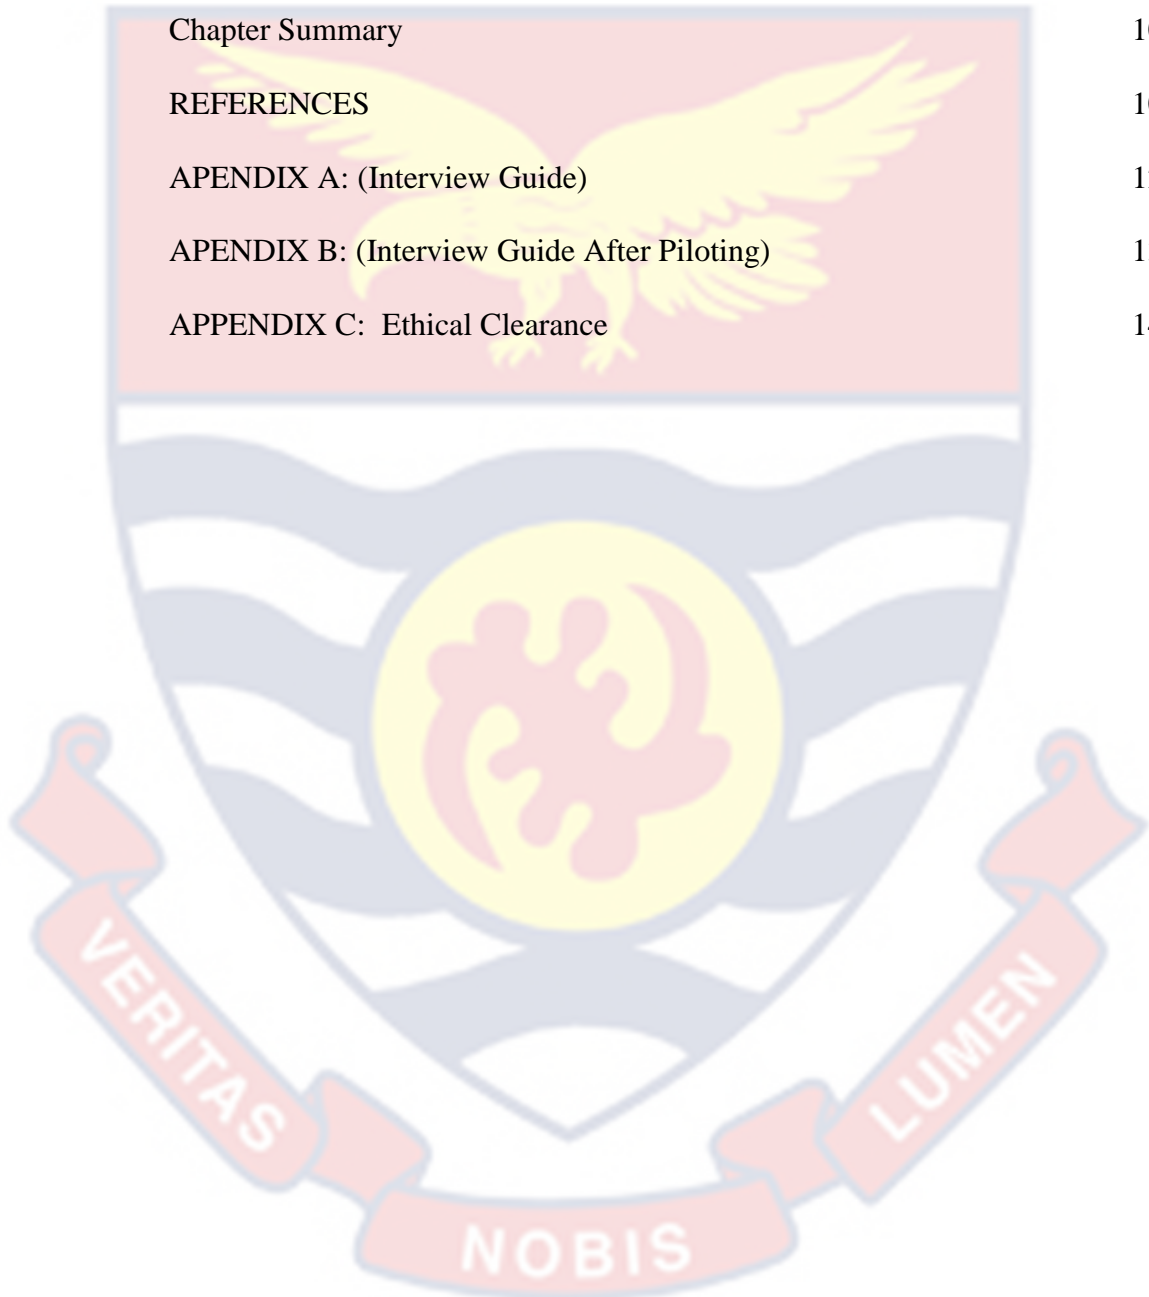 Chapter Summary
REFERENCES
APENDIX A: (Interview Guide)
APENDIX B: (Interview Guide After Piloting)
APPENDIX C: Ethical Clearance
VERITAS
NOBIS
LUMEN